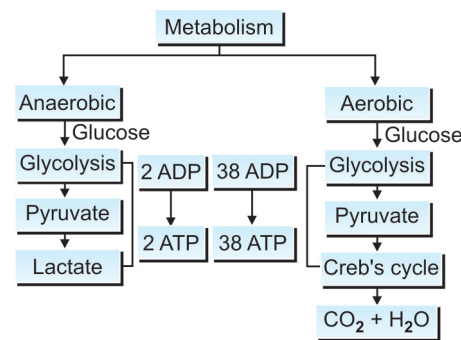 Metabolism
Anaerobic
Aerobic
Glucose
Glucose
Glycolysis
2 ADP
38 ADP
Glycolysis
Pyruvate
Pyruvate
2 ATP
38 ATP
Lactate
Creb's cycle
CO₂ + H₂O